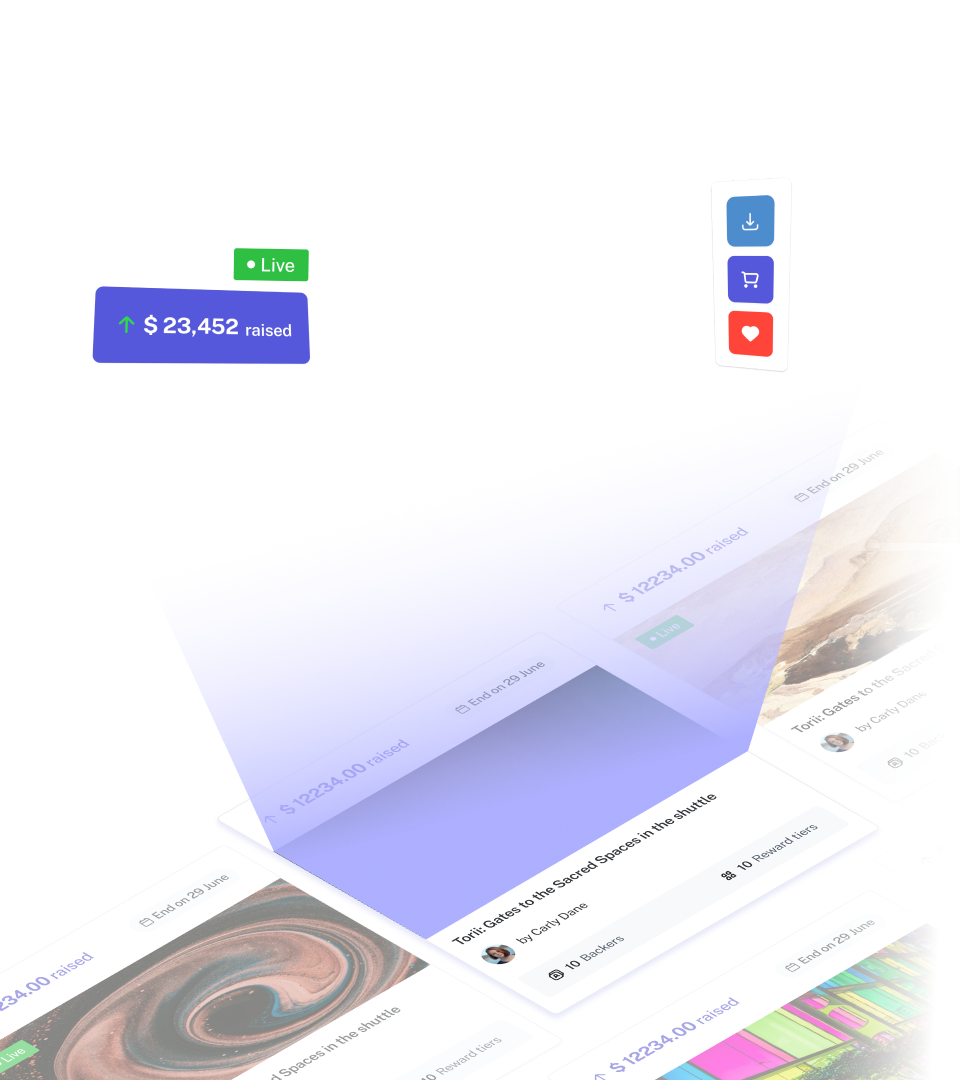 Live
$ 23,452 raised
End on 29 June
$ 12234.00 raised
Live
Torii: Gates to the Sacred
by Carly Dane
10
End on 29 June
$ 12234.00 raised
Torii: Gates to the Sacred Spaces in the shuttle
by Carly Dane
10 Backers
10 Reward tiers
End on 29 June
234.00 raised
Live
d Spaces in the shuttle
10 Reward tiers
End on 29 June
$ 12234.00 raised